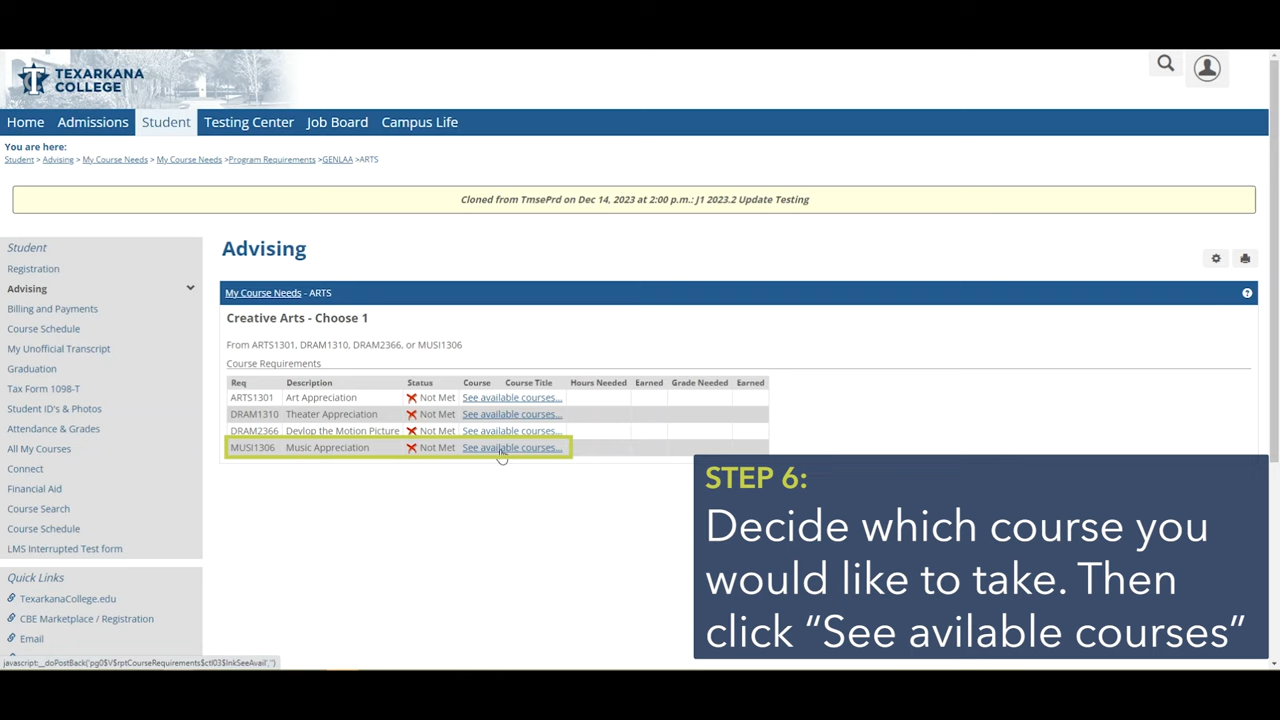 TEXARKANA
COLLEGE
Home Admissions Student Testing Center Job Board Campus Life
You are here:
Student > Advising > My Course Needs > My Course Needs >Program Requirements >GENLAA >ARTS
Cloned from TmsePrd on Dec 14, 2023 at 2:00 p.m.: J1 2023.2 Update Testing
Student
Registration
Advising
Billing and Payments
Course Schedule
My Unofficial Transcript
Graduation
Tax Form 1098-T
Student ID's & Photos
Attendance & Grades
All My Courses
Connect
Financial Aid
Course Search
Course Schedule
LMS Interrupted Test form
Quick Links
TexarkanaCollege.edu
CBE Marketplace / Registration
Email
Advising
My Course Needs - ARTS
Creative Arts - Choose 1
From ARTS1301, DRAM1310, DRAM2366, or MUSI1306
Course Requirements
Req Description Status Course Course Title Hours Needed Earned Grade Needed Earned
ARTS1301 Art Appreciation Not Met See available courses...
DRAM1310 Theater Appreciation Not Met See available courses...
DRAM2366 Devlop the Motion Picture Not Met See available courses...
MUSI1306 Music Appreciation Not Met See available courses...
STEP 6:
Decide which course you
would like to take. Then
click “See avilable courses”
javascript:__doPostBack('pg0$V$rptCourseRequirements$ctl03$lnkSeeAvail','')